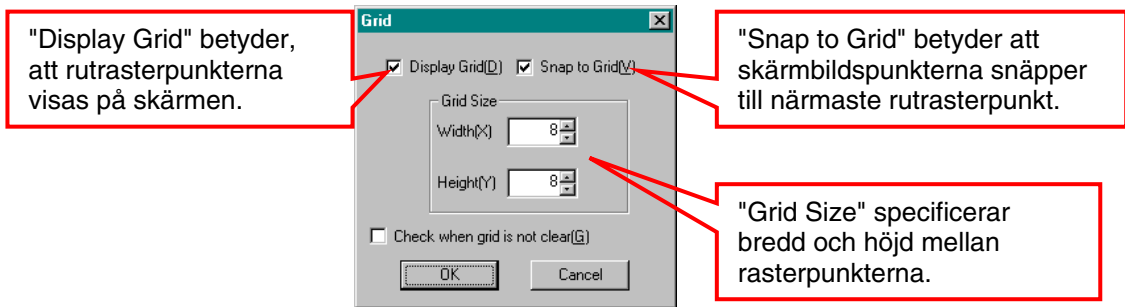 "Display Grid" betyder,
att rutrasterpunkterna
visas på skärmen.
Grid
Display Grid(D) Snap to Grid(V)
Grid Size
Width(X) 8
Height(Y) 8
Check when grid is not clear(G)
OK Cancel
"Snap to Grid" betyder att
skärmbildspunkterna snäpper
till närmaste rutrasterpunkt.
"Grid Size" specificerar
bredd och höjd mellan
rasterpunkterna.